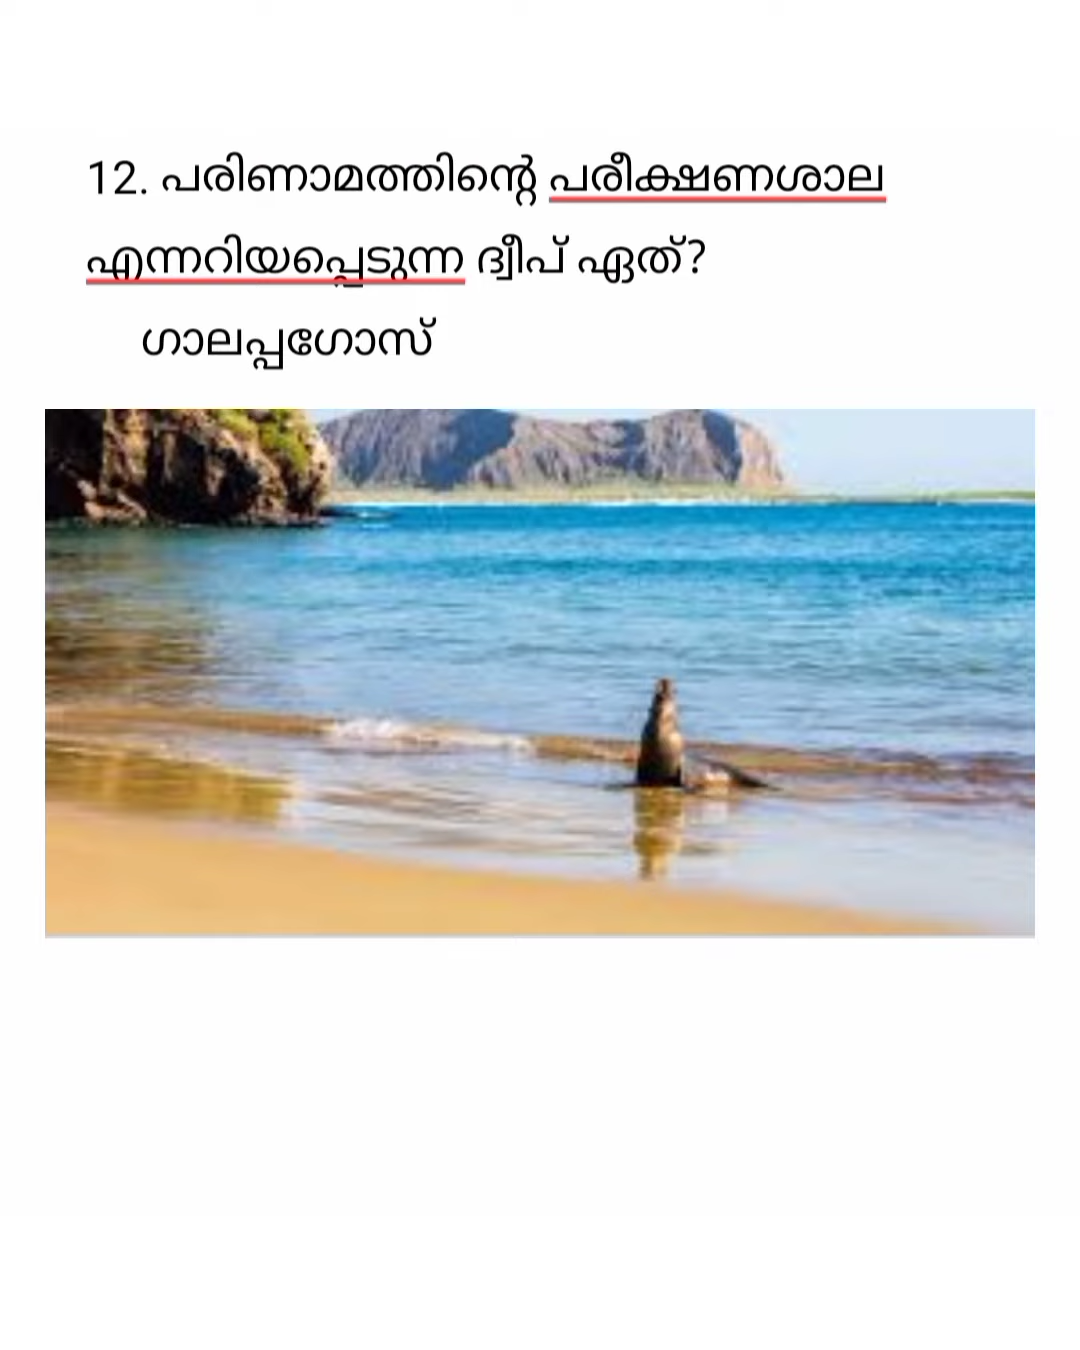 12. പരിണാമത്തിന്റെ പരീക്ഷണശാല
എന്നറിയപ്പെടുന്ന ദ്വീപ് ഏത്?
ഗാലപ്പഗോസ്